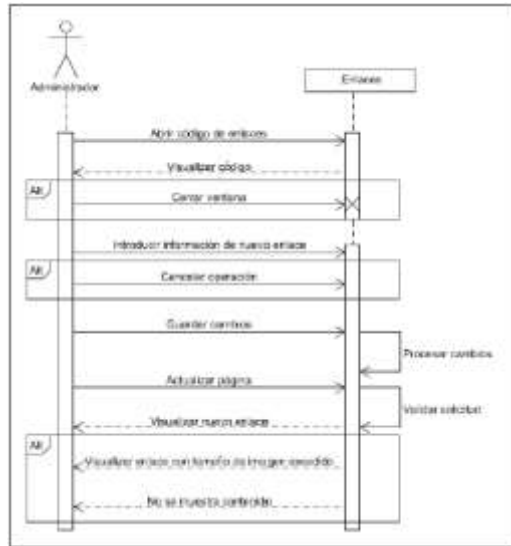 Administrador
Enlaces
Abrir código de enlaces
Visualizar código
Alt
Cerrar ventana
Introducir información de nuevo enlace
Alt
Cancelar operación
Guardar cambios
Procesar cambios
Actualizar página
Validar solicitud
Visualizar nuevo enlace
Alt
Visualizar enlace con tamaño de imagen excedido
No se muestra contenido